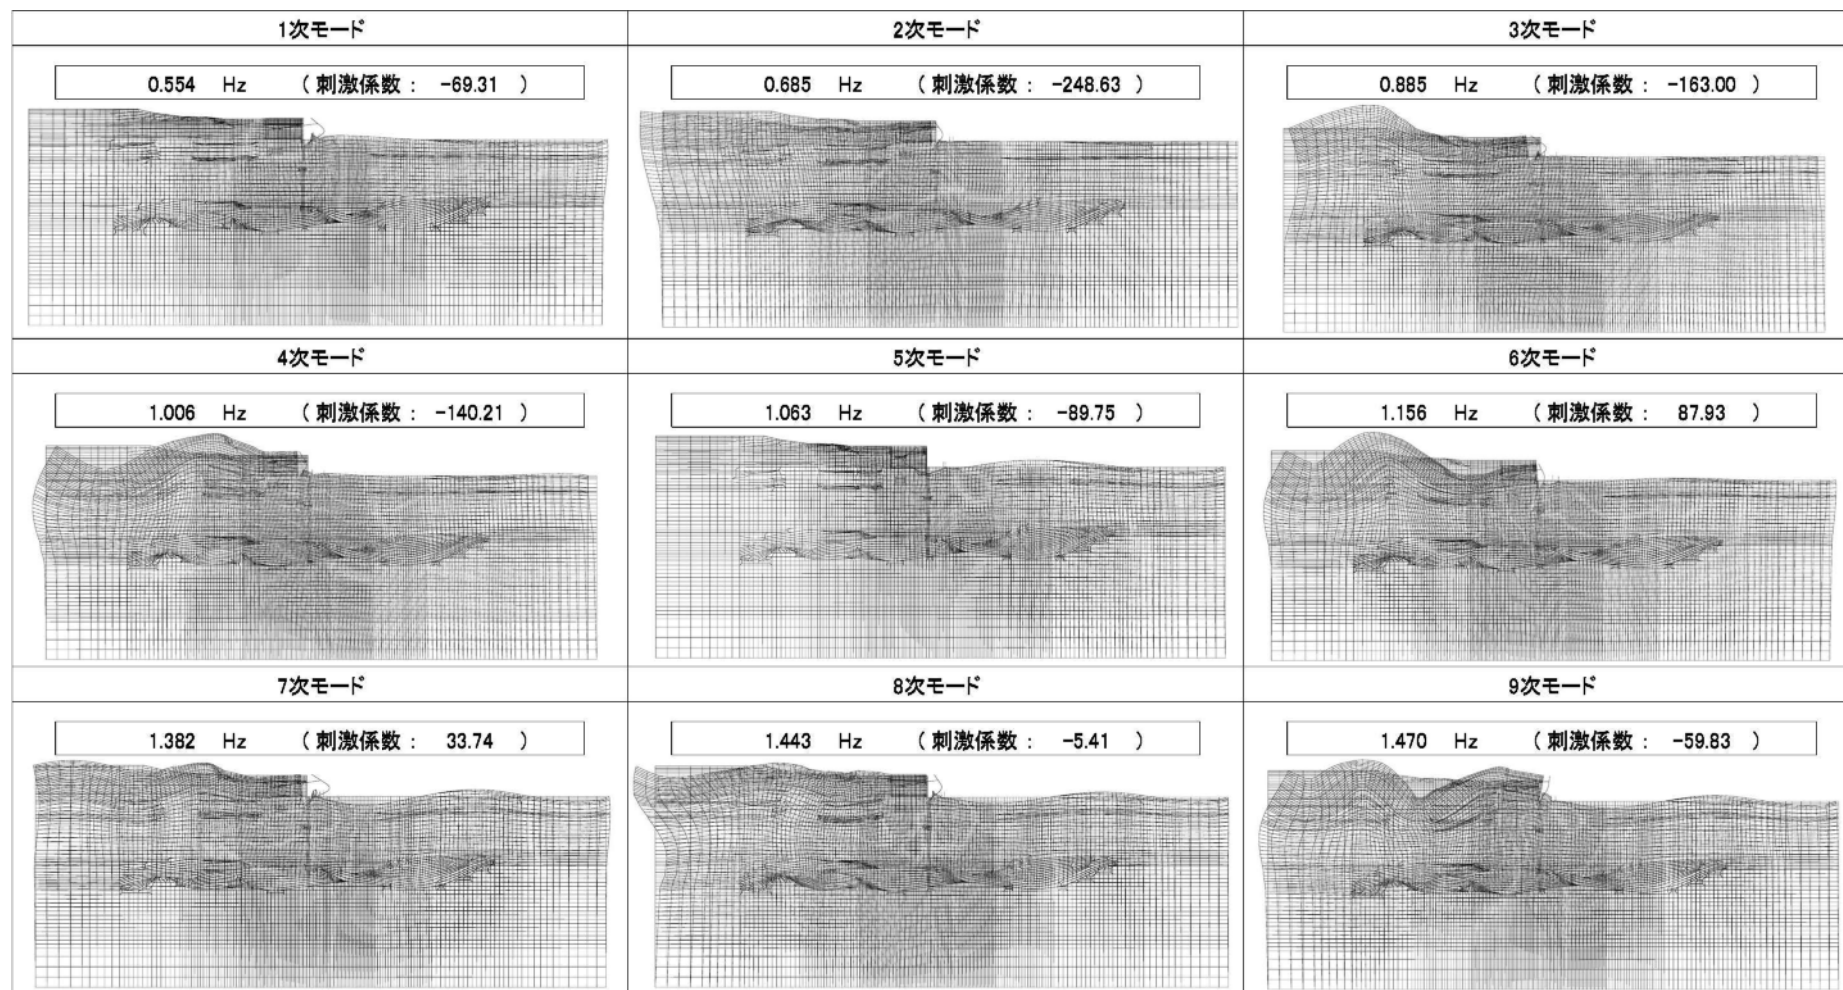 1次モード 2次モード 3次モード
0.554 Hz ( 刺激係数 : -69.31 ) 0.685 Hz ( 刺激係数 : -248.63 ) 0.885 Hz ( 刺激係数 : -163.00 )
4次モード 5次モード 6次モード
1.006 Hz ( 刺激係数 : -140.21 ) 1.063 Hz ( 刺激係数 : -89.75 ) 1.156 Hz ( 刺激係数 : 87.93 )
7次モード 8次モード 9次モード
1.382 Hz ( 刺激係数 : 33.74 ) 1.443 Hz ( 刺激係数 : -5.41 ) 1.470 Hz ( 刺激係数 : -59.83 )